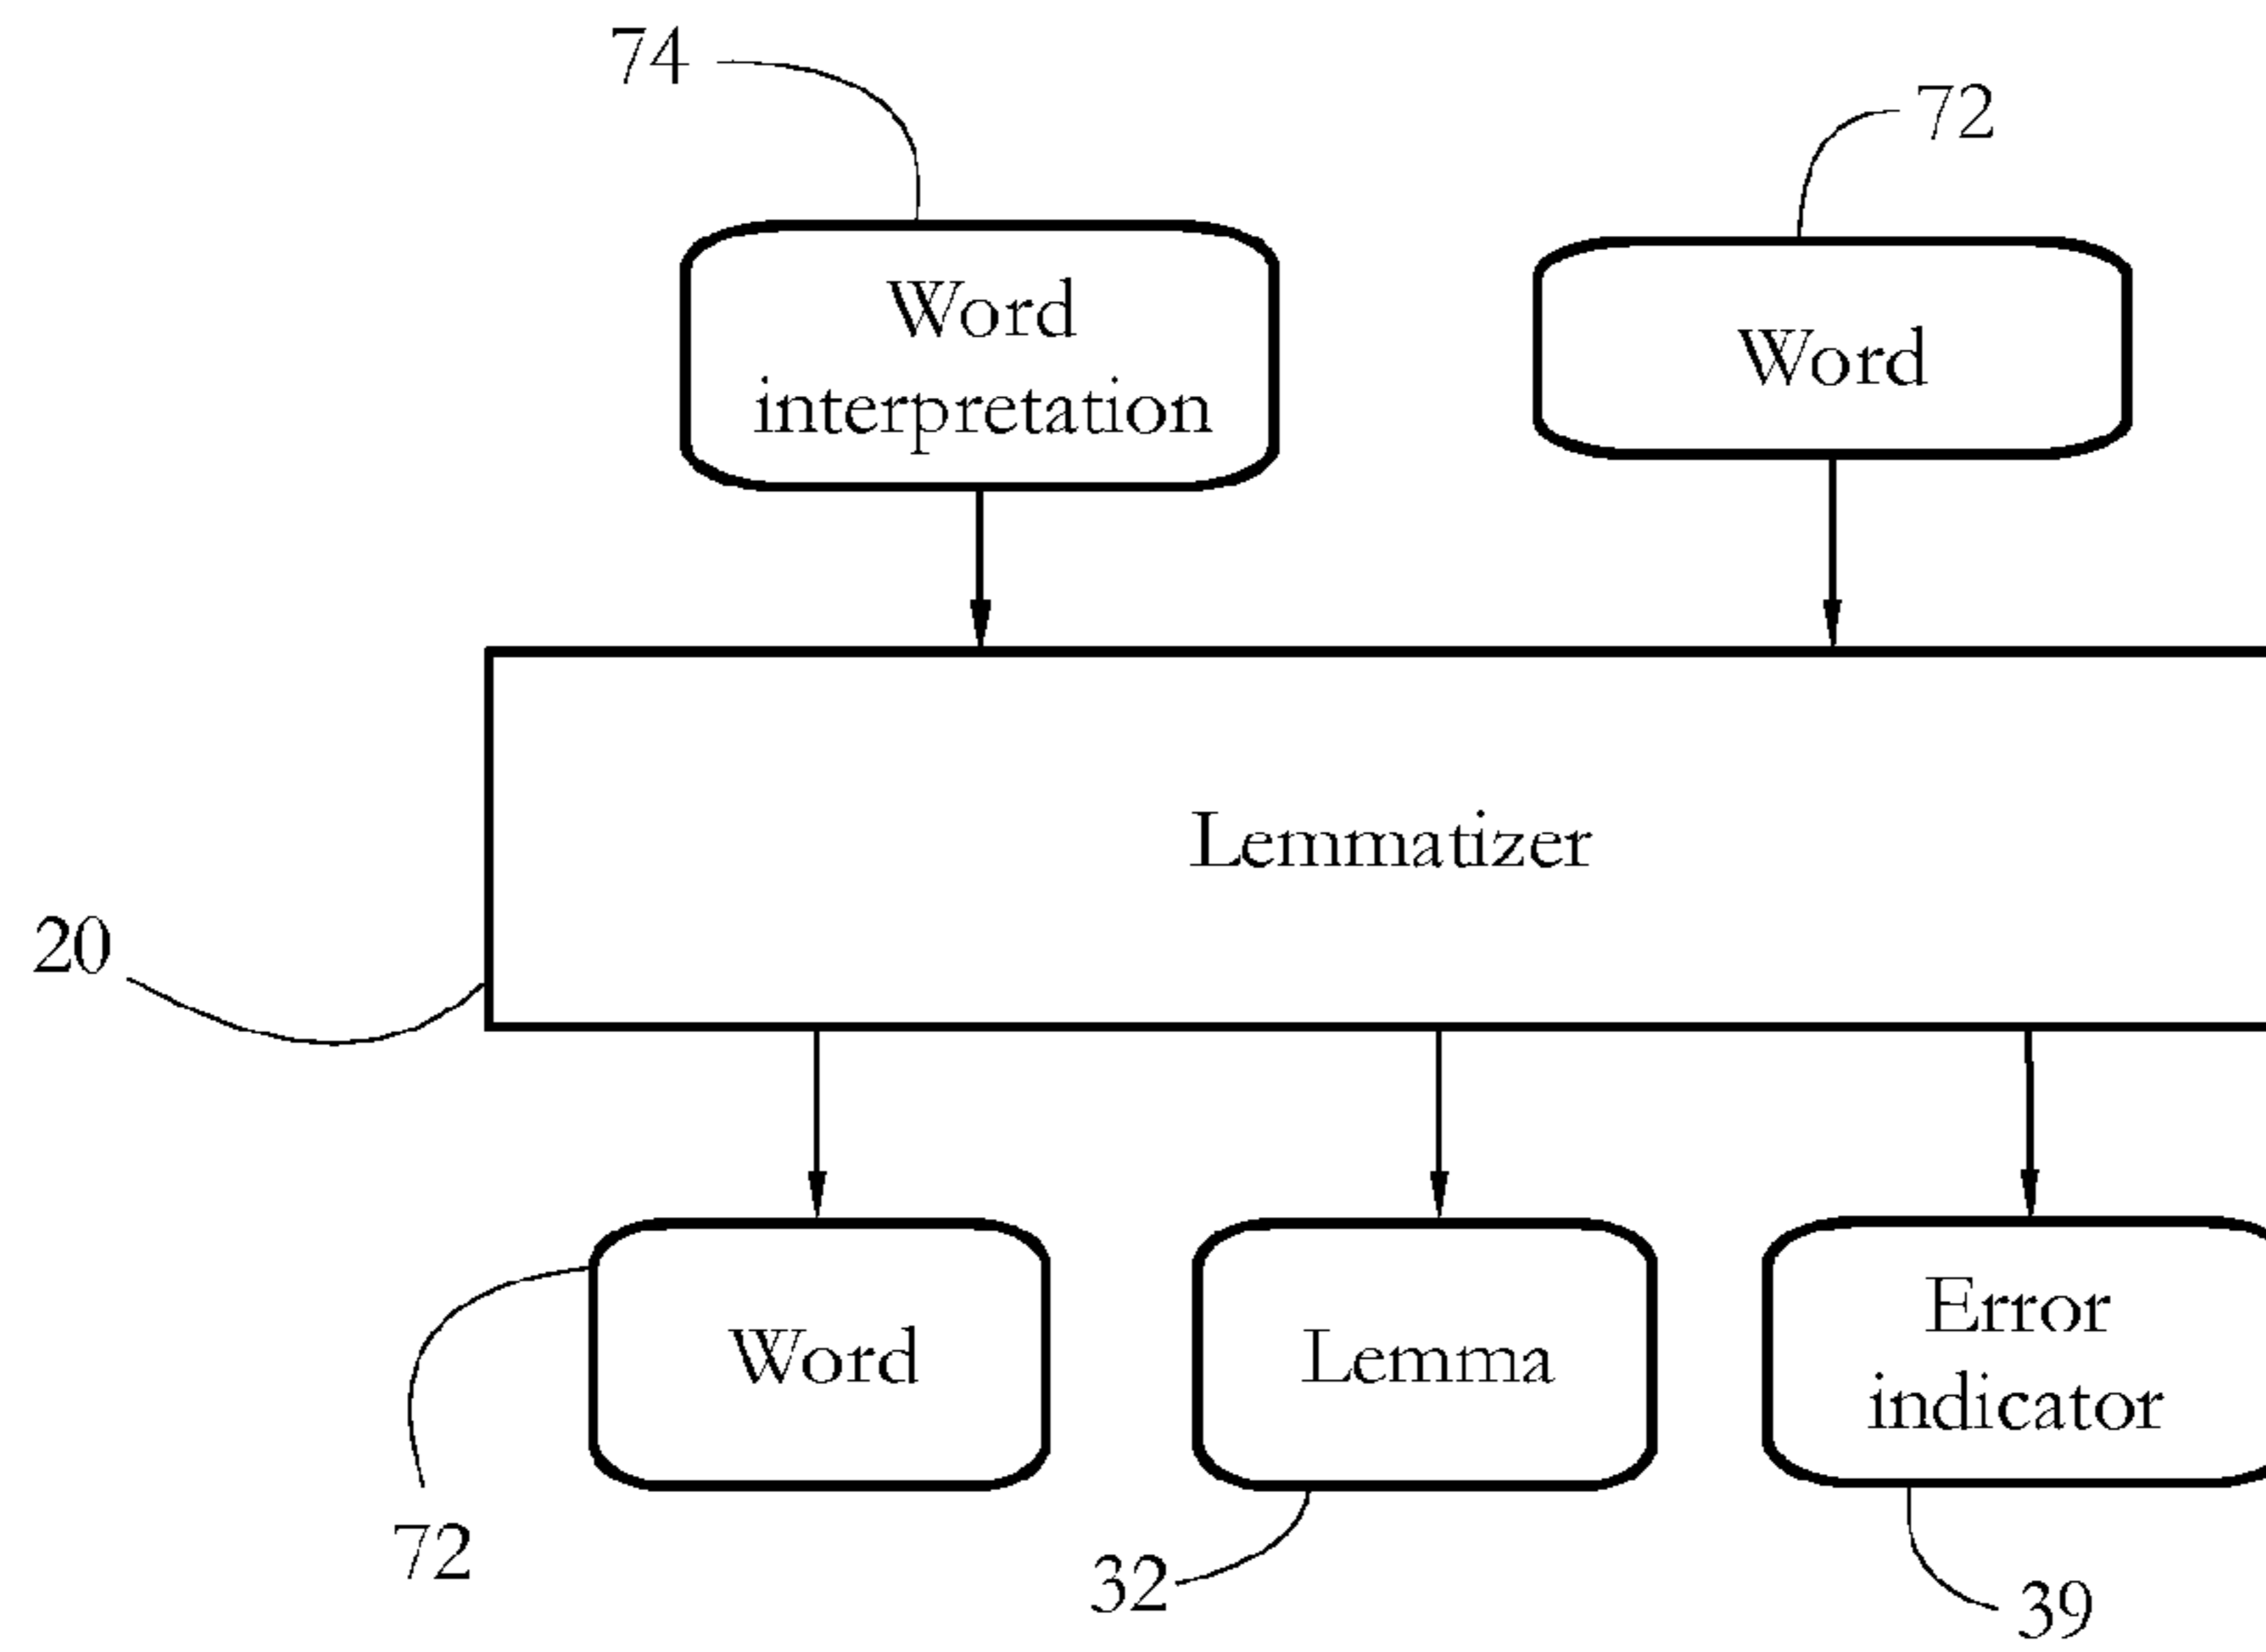 74
72
Word
interpretation
Word
Lemmatizer
20
Word
Lemma
Error
indicator
72
32
39